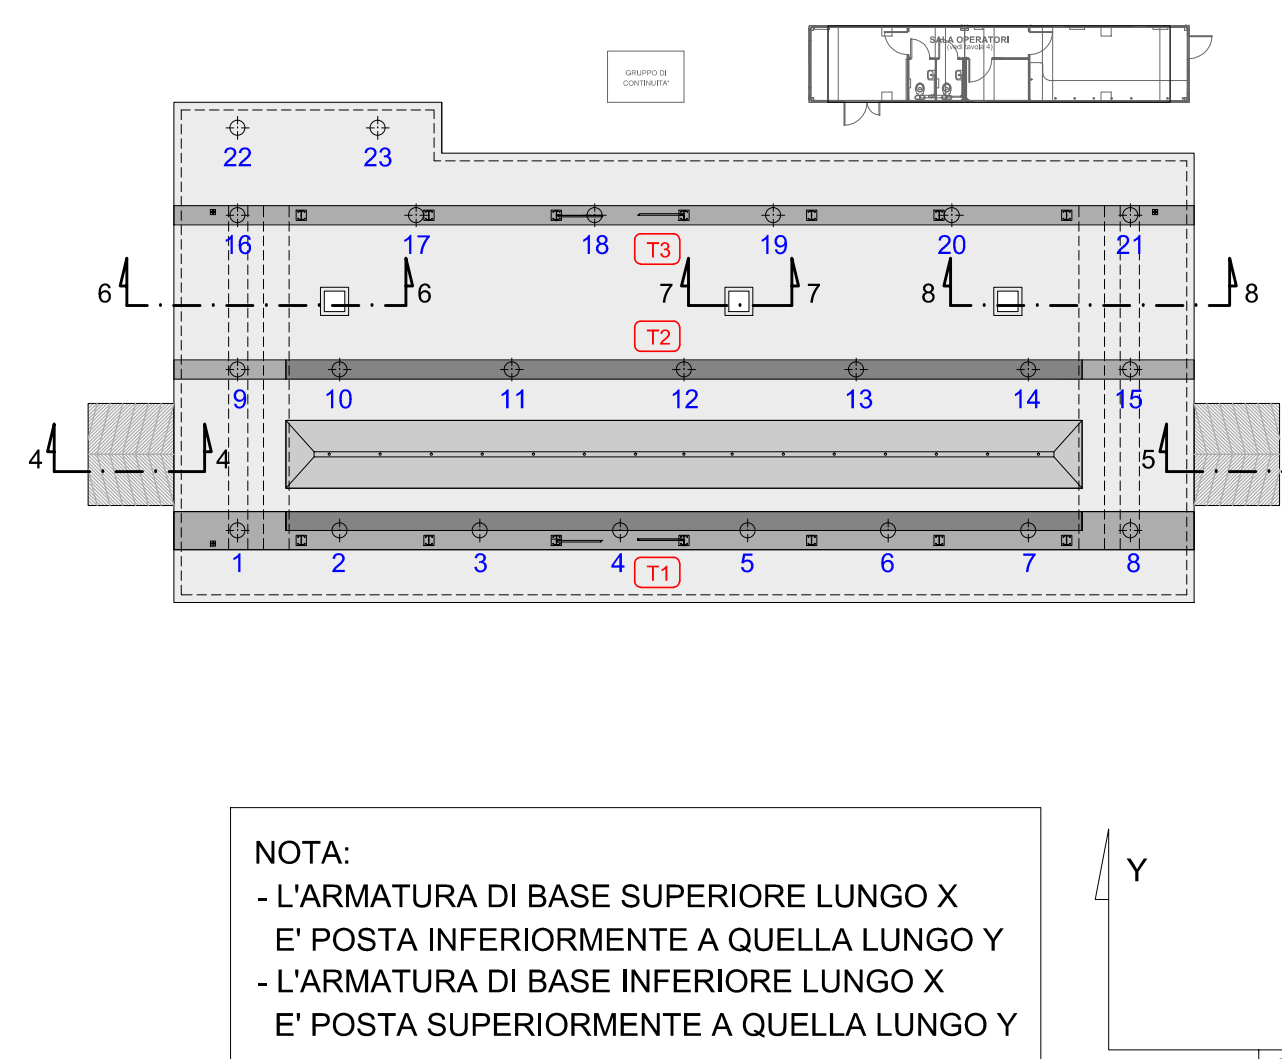 SALA OPERATORI
(vedi tavola 4)
GRUPPO DI
CONTINUITA'
22 23
16 17 18 19 20 21
T3
6 6 7 7 8 8
T2
9 10 11 12 13 14 15
4 4 5
1 2 3 4 5 6 7 8
T1
NOTA:
- L'ARMATURA DI BASE SUPERIORE LUNGO X
E' POSTA INFERIORMENTE A QUELLA LUNGO Y
- L'ARMATURA DI BASE INFERIORE LUNGO X
E' POSTA SUPERIORMENTE A QUELLA LUNGO Y
Y